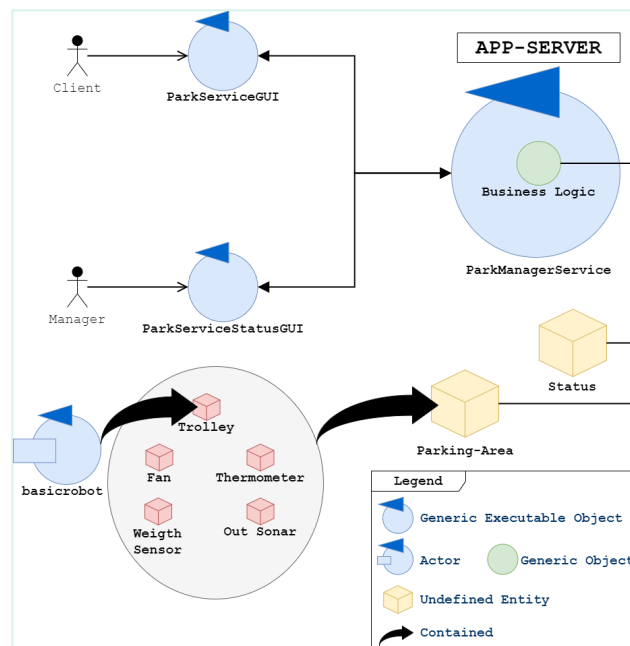 APP-SERVER
Client
ParkServiceGUI
Business Logic
ParkManagerService
Manager
ParkServiceStatusGUI
Status
Trolley
Parking-Area
Fan
Thermometer
basicrobot
Weigth
Sensor
Out Sonar
Legend
Generic Executable Object
Actor
Generic Object
Undefined Entity
Contained